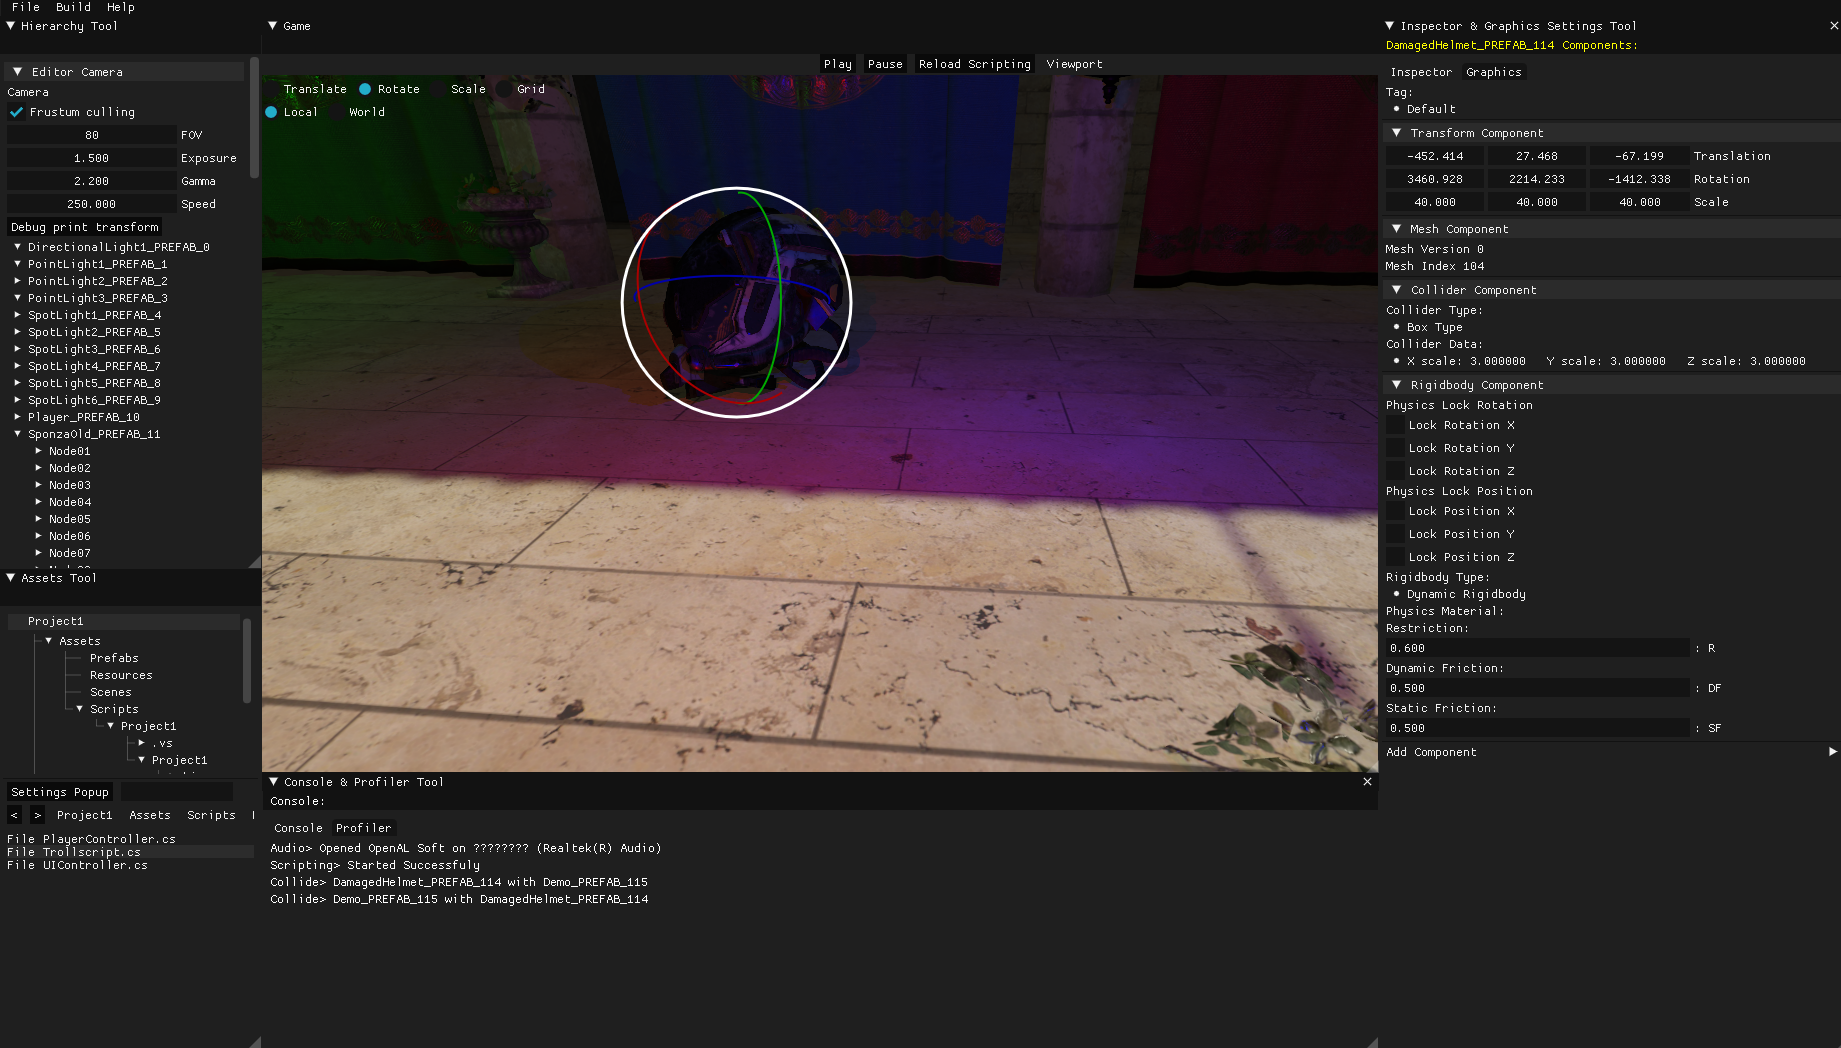 File Build Help
Hierarchy Tool
Editor Camera
Camera
Frustum culling
80 FOV
1.500 Exposure
2.200 Gamma
250.000 Speed
Debug print transform
DirectionalLight1_PREFAB_0
PointLight1_PREFAB_1
PointLight2_PREFAB_2
PointLight3_PREFAB_3
SpotLight1_PREFAB_4
SpotLight2_PREFAB_5
SpotLight3_PREFAB_6
SpotLight4_PREFAB_7
SpotLight5_PREFAB_8
SpotLight6_PREFAB_9
Player_PREFAB_10
SponzaOld_PREFAB_11
Node01
Node02
Node03
Node04
Node05
Node06
Node07
Assets Tool
Project1
Assets
Prefabs
Resources
Scenes
Scripts
Project1
.vs
Project1
Settings Popup
< > Project1 Assets Scripts
File PlayerController.cs
File Trollscript.cs
File UIController.cs
Game
Play Pause Reload Scripting Viewport
Translate Rotate Scale Grid
Local World
Console & Profiler Tool
Console:
Console Profiler
Audio> Opened OpenAL Soft on ???????? (Realtek(R) Audio)
Scripting> Started Successfuly
Collide> DamagedHelmet_PREFAB_114 with Demo_PREFAB_115
Collide> Demo_PREFAB_115 with DamagedHelmet_PREFAB_114
Inspector & Graphics Settings Tool
DamagedHelmet_PREFAB_114 Components:
Inspector Graphics
Tag:
Default
Transform Component
-452.414 27.468 -67.199 Translation
3460.928 2214.233 -1412.338 Rotation
40.000 40.000 40.000 Scale
Mesh Component
Mesh Version 0
Mesh Index 104
Collider Component
Collider Type:
Box Type
Collider Data:
X scale: 3.000000 Y scale: 3.000000 Z scale: 3.000000
Rigidbody Component
Physics Lock Rotation
Lock Rotation X
Lock Rotation Y
Lock Rotation Z
Physics Lock Position
Lock Position X
Lock Position Y
Lock Position Z
Rigidbody Type:
Dynamic Rigidbody
Physics Material:
Restriction:
0.600 : R
Dynamic Friction:
0.500 : DF
Static Friction:
0.500 : SF
Add Component